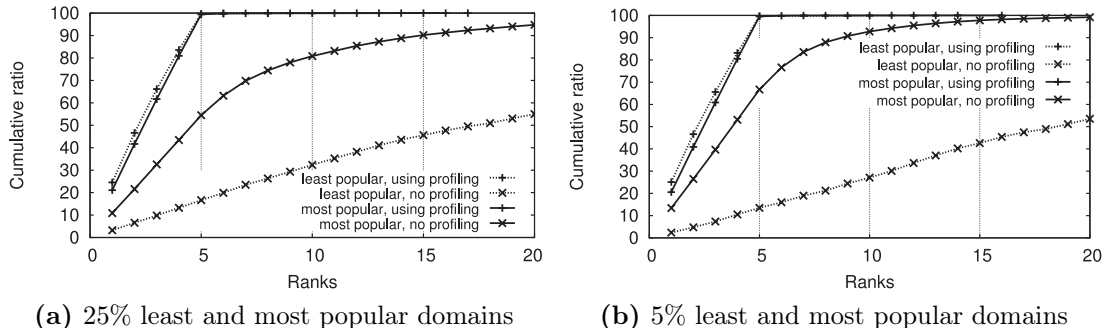 100
90
80
70
60
50
40
30
20
10
0
Cumulative ratio
least popular, using profiling
least popular, no profiling
most popular, using profiling
most popular, no profiling
0 5 10 15 20
Ranks
(a) 25% least and most popular domains
100
90
80
70
60
50
40
30
20
10
0
Cumulative ratio
least popular, using profiling
least popular, no profiling
most popular, using profiling
most popular, no profiling
0 5 10 15 20
Ranks
(b) 5% least and most popular domains